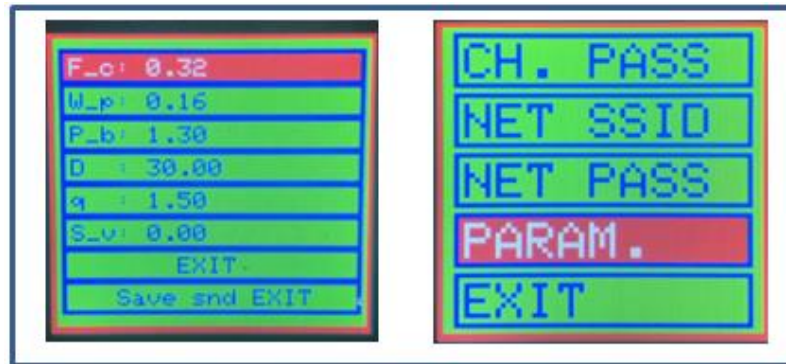 F_c: 0.32
W_p: 0.16
P_b: 1.30
D : 30.00
q : 1.50
S_v: 0.00
EXIT
Save snd EXIT
CH. PASS
NET SSID
NET PASS
PARAM.
EXIT